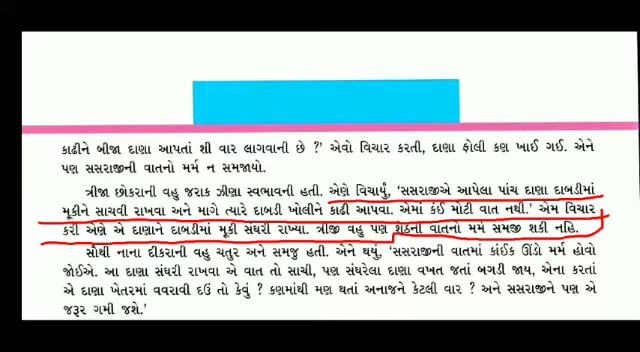 કાઢીને બીજા દાણા આપતાં શી વાર લાગવાની છે ?’ એવો વિચાર કરતી, દાણા ફોલી કણ ખાઈ ગઈ. એને
પણ સસરાજીની વાતનો મર્મ ન સમજાયો.
ત્રીજા છોકરાની વહુ જરાક ઝીણા સ્વભાવની હતી. એણે વિચાર્યું, ‘સસરાજીએ આપેલા પાંચ દાણા દાબડીમાં
મૂકીને સાચવી રાખવા અને માગે ત્યારે દાબડી ખોલીને કાઢી આપવા. એમાં કંઈ મોટી વાત નથી.’ એમ વિચાર
કરી એણે એ દાણાને દાબડીમાં મૂકી સંઘરી રાખ્યા. ત્રીજી વહુ પણ શેઠની વાતનો મર્મ સમજી શકી નહિ.
સૌથી નાના દીકરાની વહુ ચતુર અને સમજુ હતી. એને થયું, ‘સસરાજીની વાતમાં કાંઈક ઊંડો મર્મ હોવો
જોઈએ. આ દાણા સંઘરી રાખવા એ વાત તો સાચી, પણ સંઘરેલા દાણા વખત જતાં બગડી જાય, એના કરતાં
એ દાણા ખેતરમાં વવરાવી દઉં તો કેવું ? કણમાંથી મણ થતાં અનાજને કેટલી વાર ? અને સસરાજીને પણ એ
જરૂર ગમી જશે.’